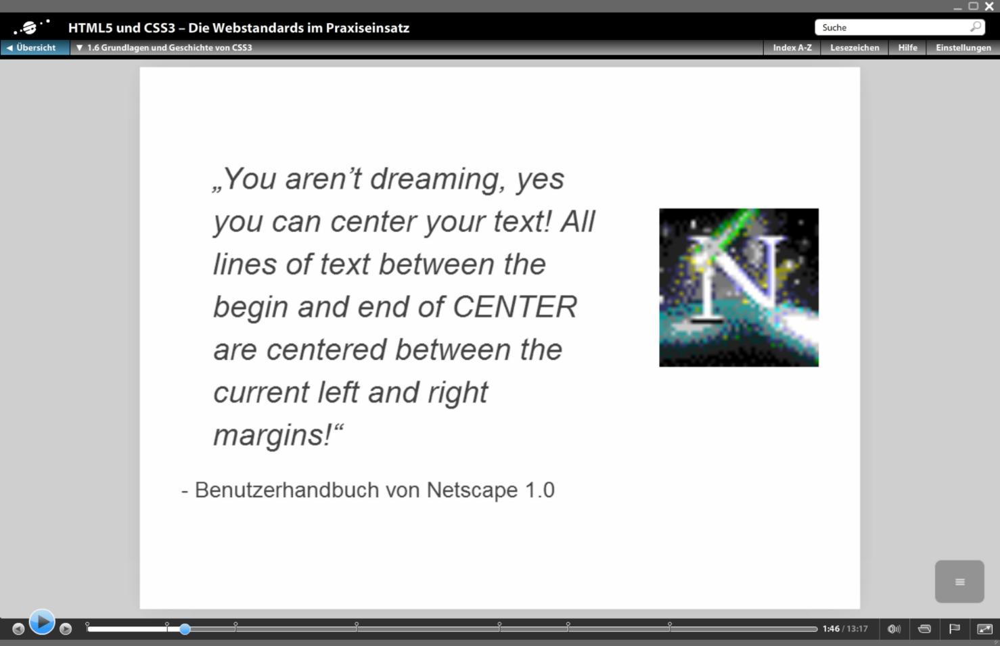 HTML5 und CSS3 – Die Webstandards im Praxiseinsatz
Suche
◀ Übersicht
▼ 1.6 Grundlagen und Geschichte von CSS3
Index A-Z
Lesezeichen
Hilfe
Einstellungen
„You aren’t dreaming, yes
you can center your text! All
lines of text between the
begin and end of CENTER
are centered between the
current left and right
margins!“
N
- Benutzerhandbuch von Netscape 1.0
1:46 / 13:17